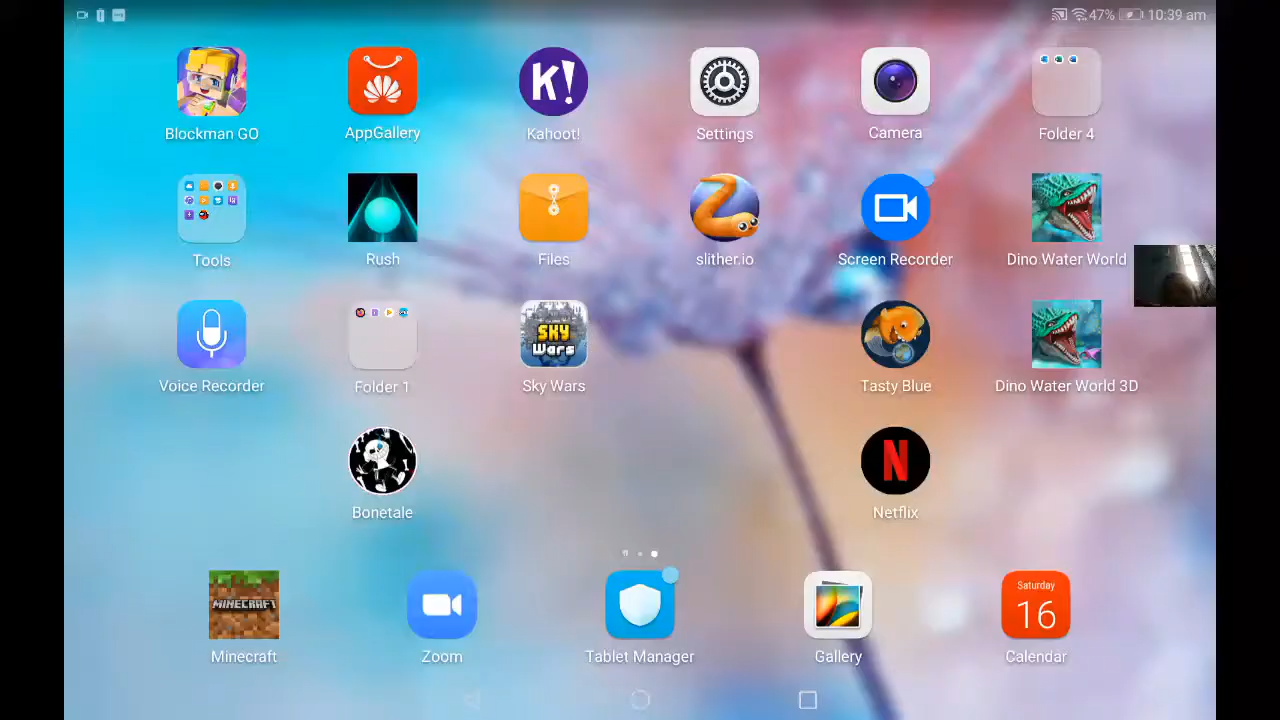 47% 10:39 am
K!
Blockman GO AppGallery Kahoot! Settings Camera Folder 4
Tools Rush Files slither.io Screen Recorder Dino Water World
SKY
WARS
Voice Recorder Folder 1 Sky Wars Tasty Blue Dino Water World 3D
N
Bonetale Netflix
Saturday
MINECRAFT 16
Minecraft Zoom Tablet Manager Gallery Calendar